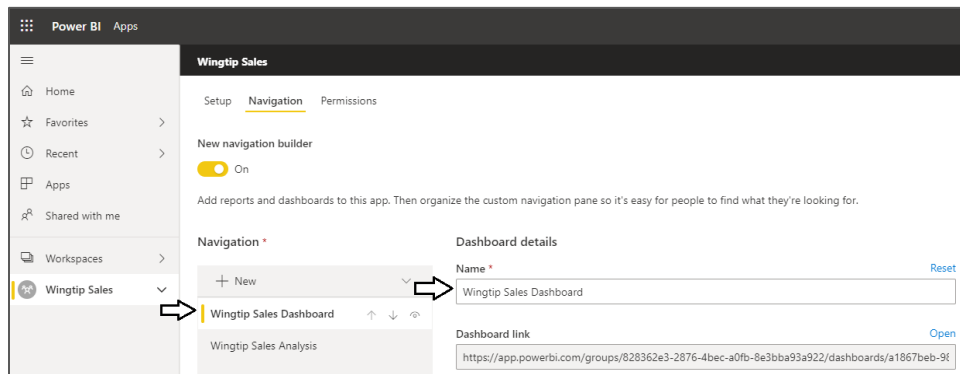 Power BI Apps
Wingtip Sales
Home
Favorites
Recent
Apps
Shared with me
Workspaces
Wingtip Sales
Setup Navigation Permissions
New navigation builder
On
Add reports and dashboards to this app. Then organize the custom navigation pane so it's easy for people to find what they're looking for.
Navigation *
+ New
Wingtip Sales Dashboard
Wingtip Sales Analysis
Dashboard details
Name * Reset
Wingtip Sales Dashboard
Dashboard link Open
https://app.powerbi.com/groups/828362e3-2876-4bec-a0fb-8e3bba93a922/dashboards/a1867beb-98